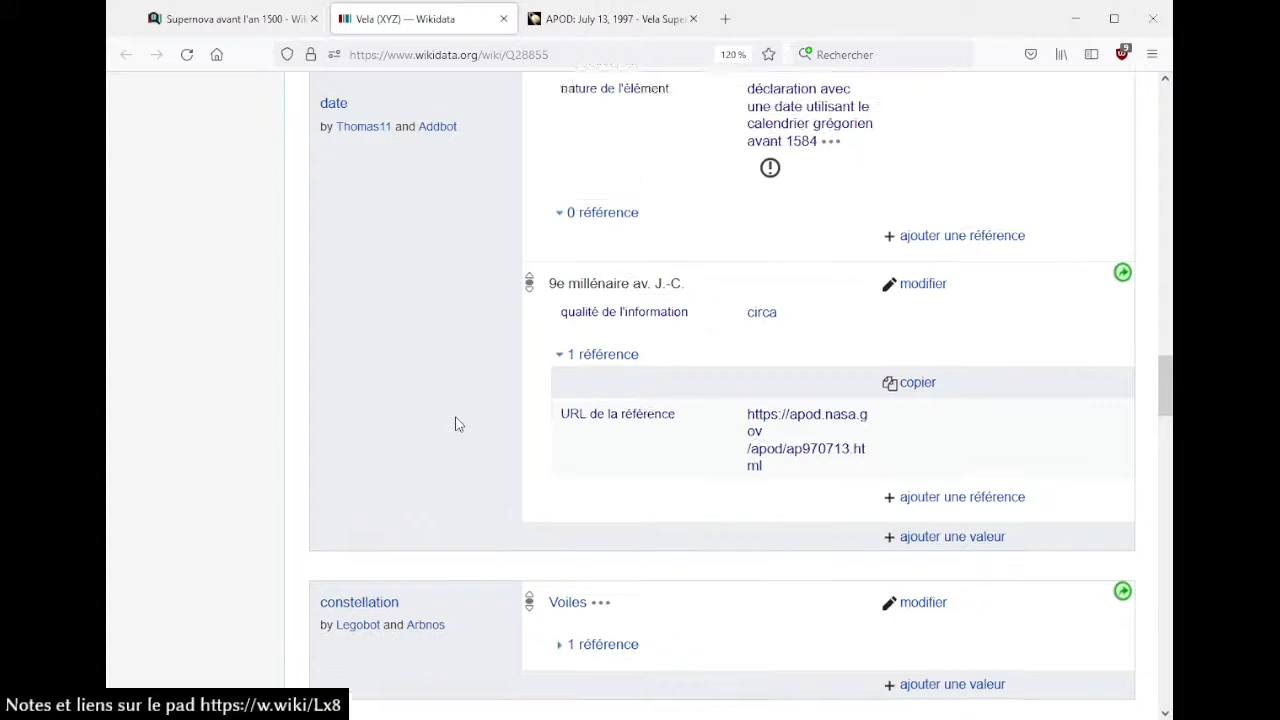 Supernova avant l'an 1500 - Wi
Vela (XYZ) — Wikidata
APOD: July 13, 1997 - Vela Supe
https://www.wikidata.org/wiki/Q28855
120 %
Rechercher
9
date
by Thomas11 and Addbot
nature de l'élément
déclaration avec
une date utilisant le
calendrier grégorien
avant 1584
0 référence
+ ajouter une référence
9e millénaire av. J.-C.
modifier
qualité de l'information
circa
1 référence
copier
URL de la référence
https://apod.nasa.g
ov
/apod/ap970713.ht
ml
+ ajouter une référence
+ ajouter une valeur
constellation
by Legobot and Arbnos
Voiles
modifier
1 référence
+ ajouter une valeur
Notes et liens sur le pad https://w.wiki/Lx8